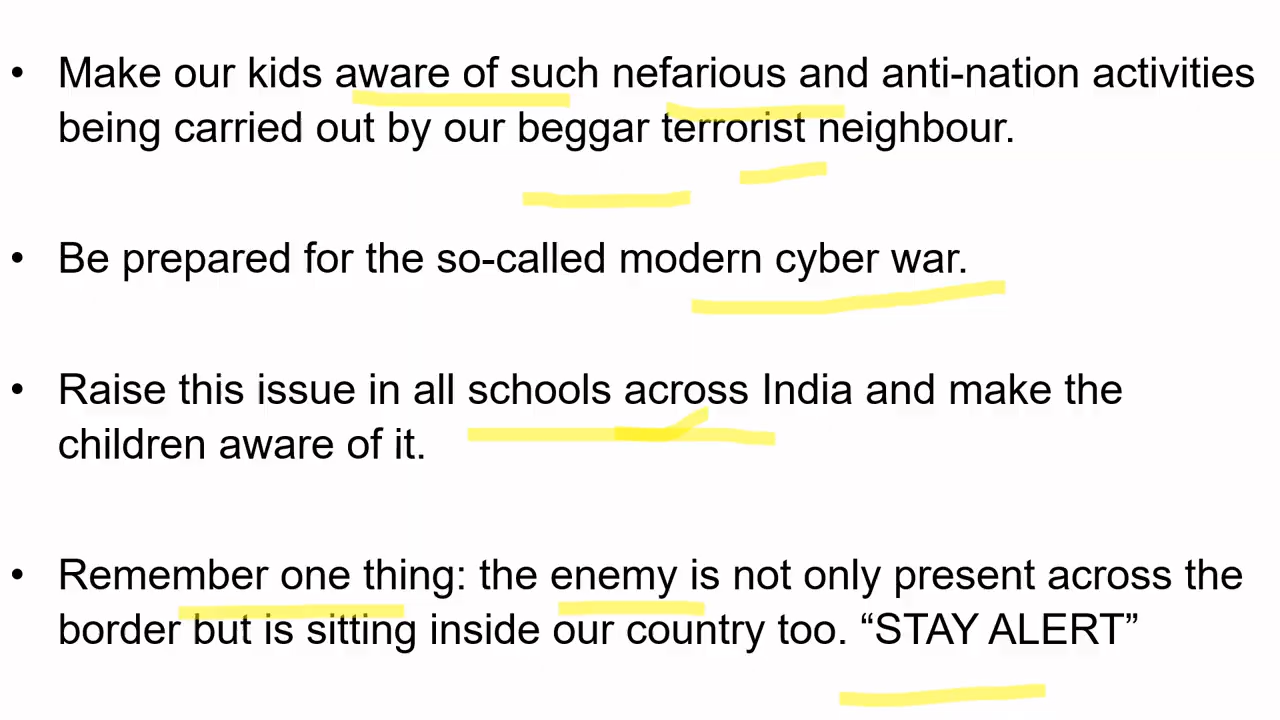 • Make our kids aware of such nefarious and anti-nation activities
being carried out by our beggar terrorist neighbour.
• Be prepared for the so-called modern cyber war.
• Raise this issue in all schools across India and make the
children aware of it.
• Remember one thing: the enemy is not only present across the
border but is sitting inside our country too. “STAY ALERT”